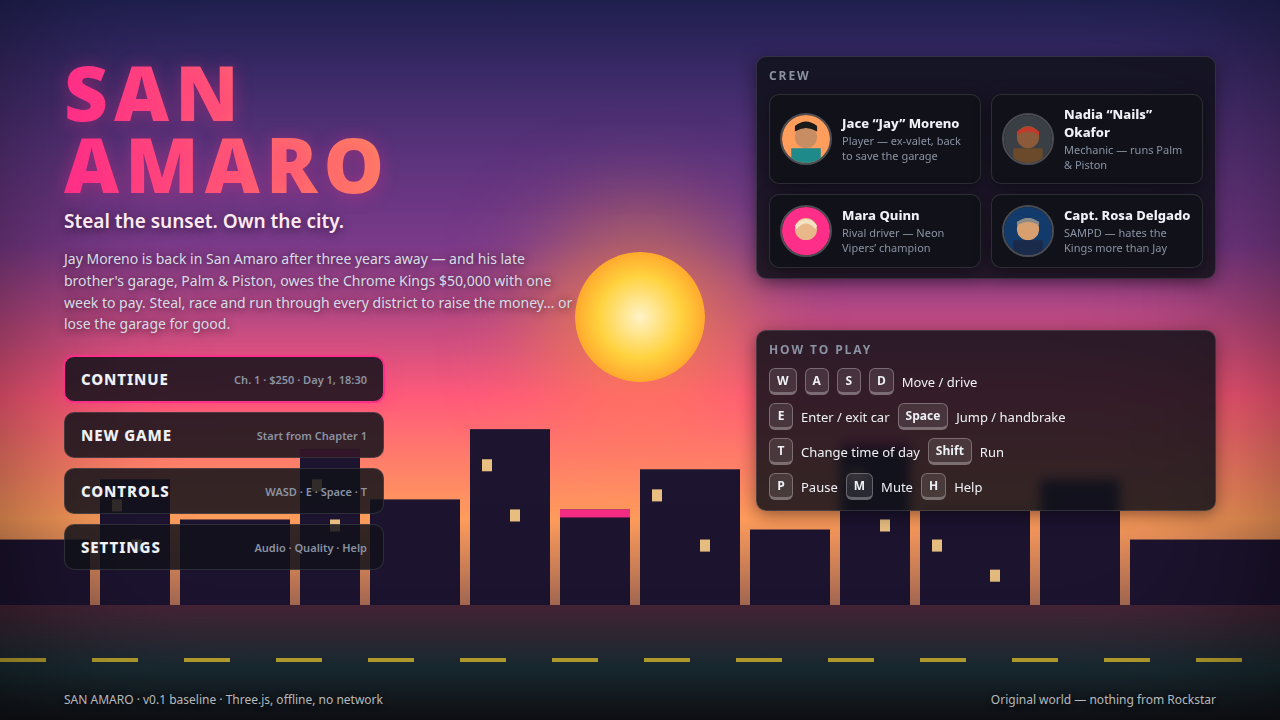 SAN
AMARO
Steal the sunset. Own the city.
Jay Moreno is back in San Amaro after three years away — and his late
brother's garage, Palm & Piston, owes the Chrome Kings $50,000 with one
week to pay. Steal, race and run through every district to raise the money… or
lose the garage for good.
CONTINUE Ch. 1 · $250 · Day 1, 18:30
NEW GAME Start from Chapter 1
CONTROLS WASD · E · Space · T
SETTINGS Audio · Quality · Help
CREW
Jace “Jay” Moreno
Player — ex-valet, back
to save the garage
Nadia “Nails”
Okafor
Mechanic — runs Palm
& Piston
Mara Quinn
Rival driver — Neon
Vipers’ champion
Capt. Rosa Delgado
SAMPD — hates the
Kings more than Jay
HOW TO PLAY
W A S D Move / drive
E Enter / exit car Space Jump / handbrake
T Change time of day Shift Run
P Pause M Mute H Help
SAN AMARO · v0.1 baseline · Three.js, offline, no network
Original world — nothing from Rockstar